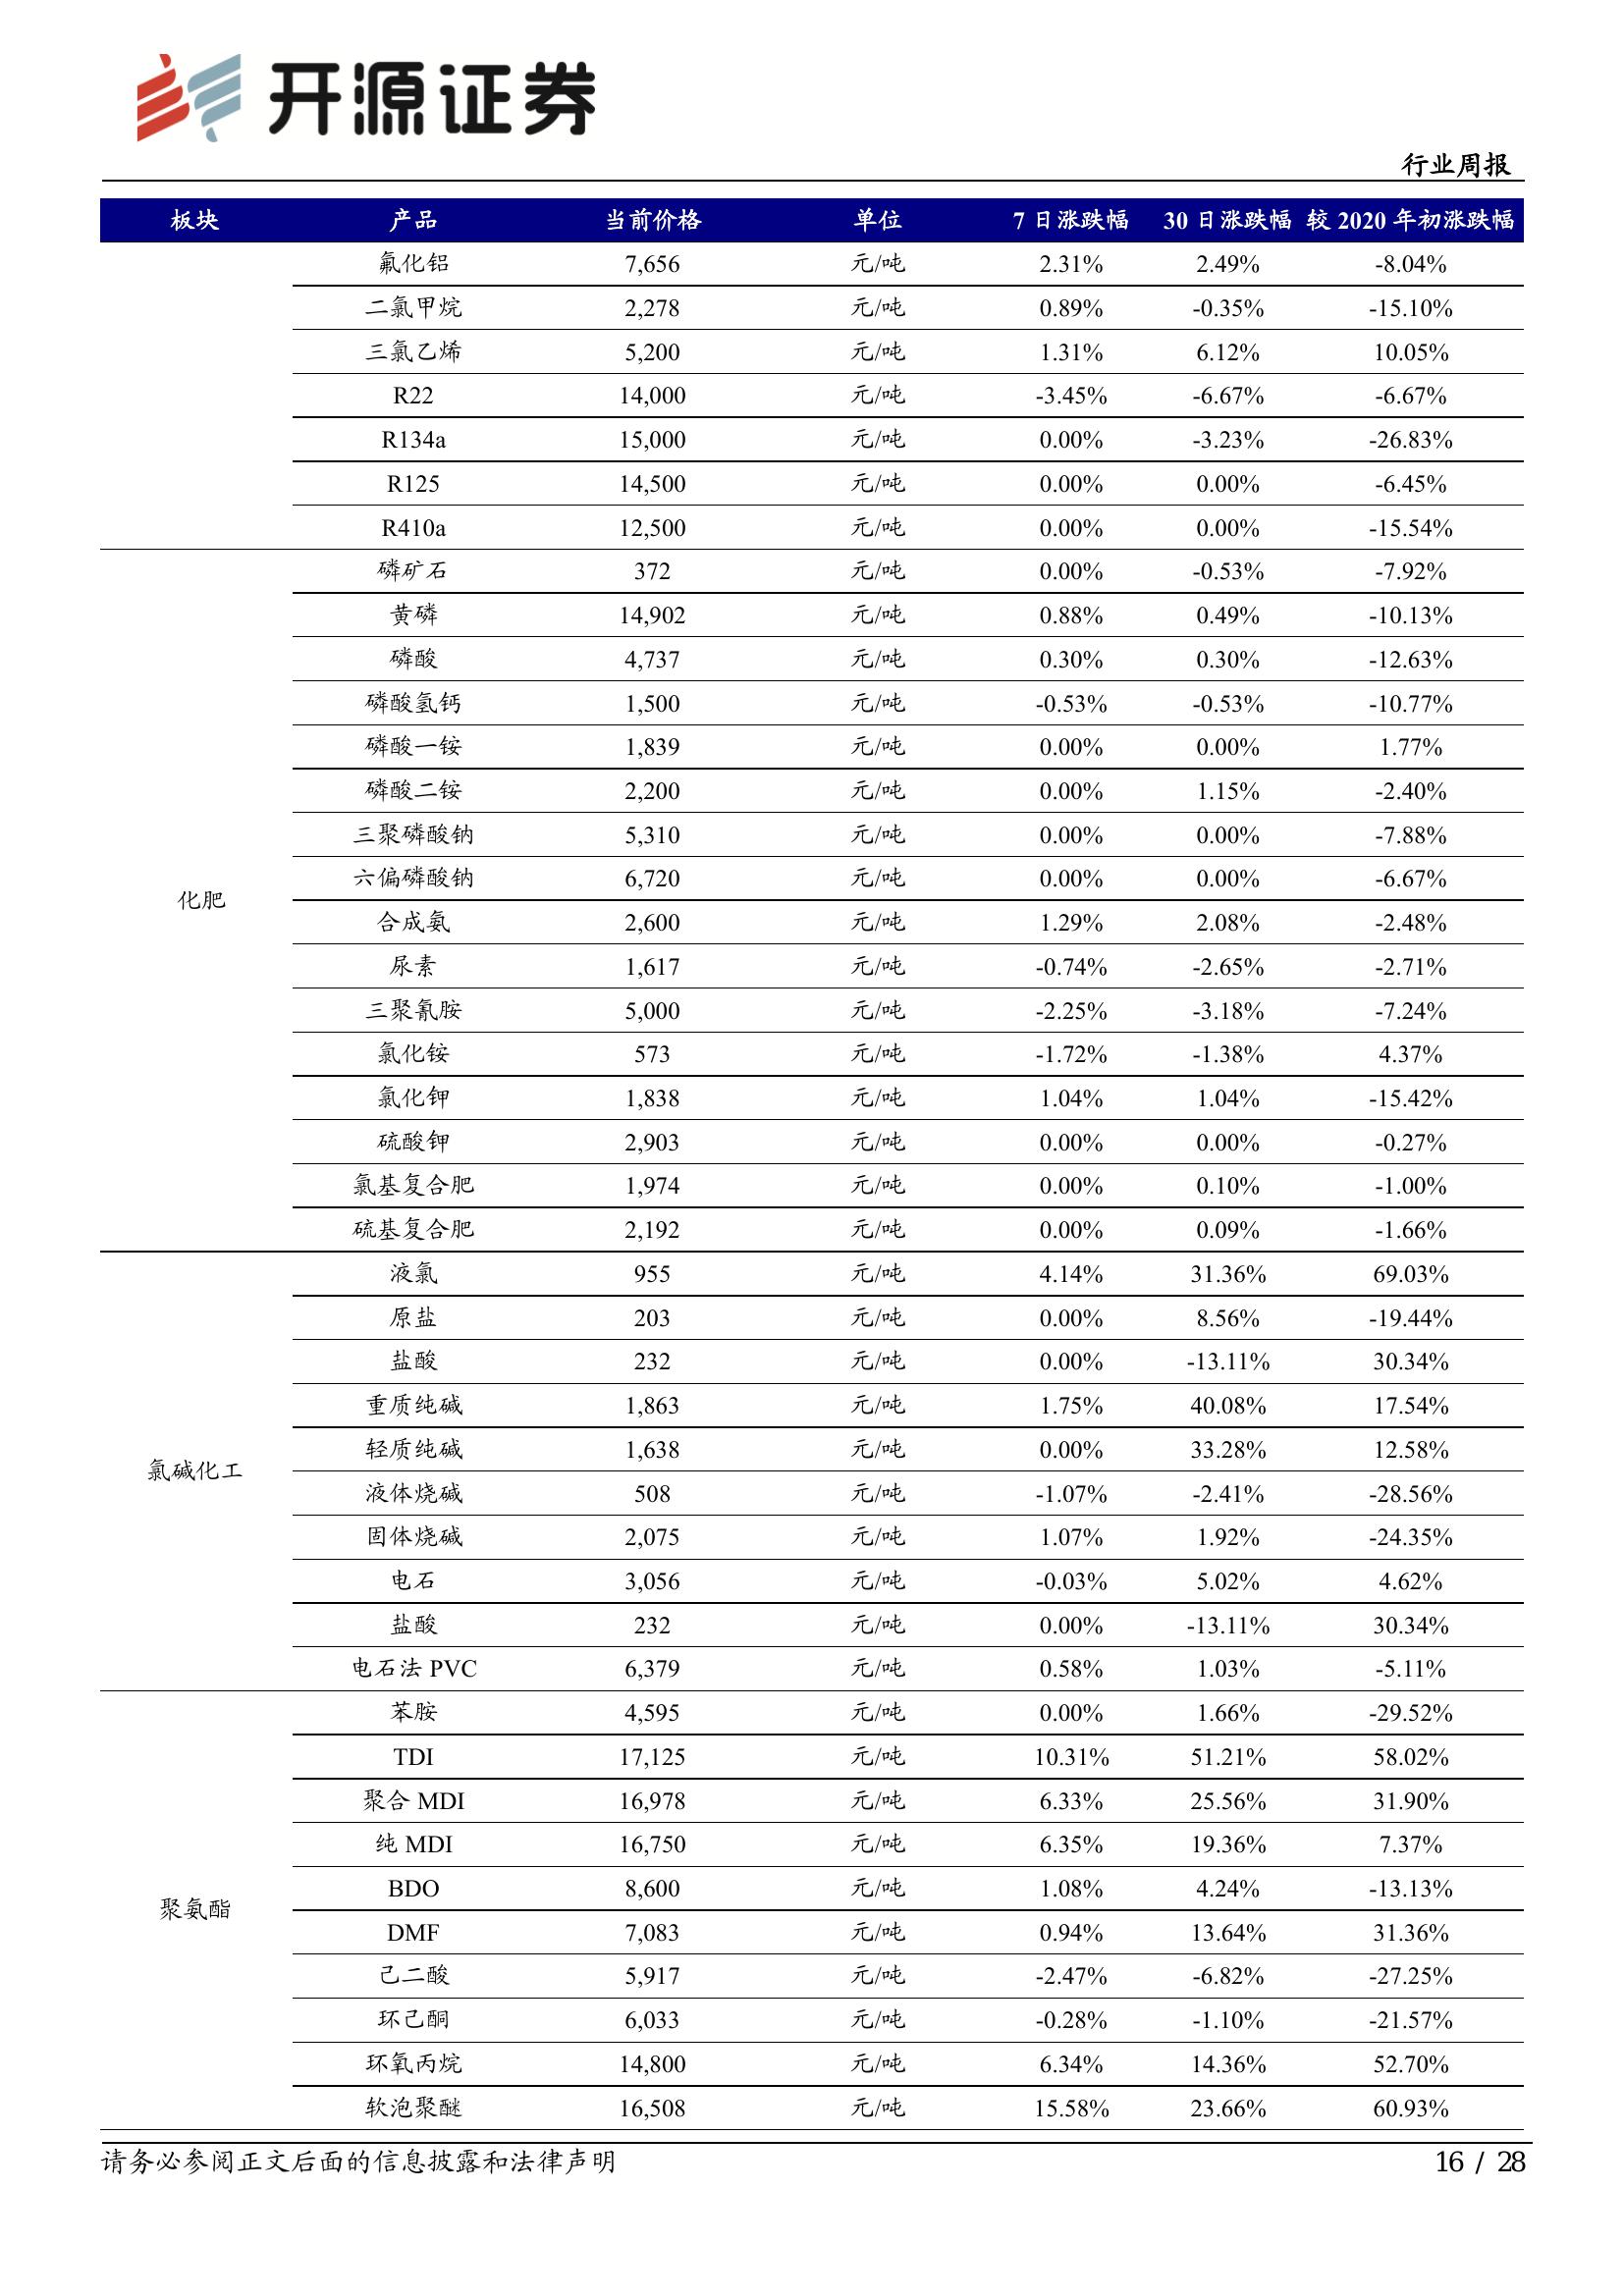 开源证券
行业周报
板块 产品 当前价格 单位 7 日涨跌幅 30 日涨跌幅 较 2020 年初涨跌幅
氟化铝 7,656 元/吨 2.31% 2.49% -8.04%
二氯甲烷 2,278 元/吨 0.89% -0.35% -15.10%
三氯乙烯 5,200 元/吨 1.31% 6.12% 10.05%
R22 14,000 元/吨 -3.45% -6.67% -6.67%
R134a 15,000 元/吨 0.00% -3.23% -26.83%
R125 14,500 元/吨 0.00% 0.00% -6.45%
R410a 12,500 元/吨 0.00% 0.00% -15.54%
磷矿石 372 元/吨 0.00% -0.53% -7.92%
黄磷 14,902 元/吨 0.88% 0.49% -10.13%
磷酸 4,737 元/吨 0.30% 0.30% -12.63%
磷酸氢钙 1,500 元/吨 -0.53% -0.53% -10.77%
磷酸一铵 1,839 元/吨 0.00% 0.00% 1.77%
磷酸二铵 2,200 元/吨 0.00% 1.15% -2.40%
三聚磷酸钠 5,310 元/吨 0.00% 0.00% -7.88%
六偏磷酸钠 6,720 元/吨 0.00% 0.00% -6.67%
化肥
合成氨 2,600 元/吨 1.29% 2.08% -2.48%
尿素 1,617 元/吨 -0.74% -2.65% -2.71%
三聚氰胺 5,000 元/吨 -2.25% -3.18% -7.24%
氯化铵 573 元/吨 -1.72% -1.38% 4.37%
氯化钾 1,838 元/吨 1.04% 1.04% -15.42%
硫酸钾 2,903 元/吨 0.00% 0.00% -0.27%
氯基复合肥 1,974 元/吨 0.00% 0.10% -1.00%
硫基复合肥 2,192 元/吨 0.00% 0.09% -1.66%
液氯 955 元/吨 4.14% 31.36% 69.03%
原盐 203 元/吨 0.00% 8.56% -19.44%
盐酸 232 元/吨 0.00% -13.11% 30.34%
重质纯碱 1,863 元/吨 1.75% 40.08% 17.54%
轻质纯碱 1,638 元/吨 0.00% 33.28% 12.58%
氯碱化工
液体烧碱 508 元/吨 -1.07% -2.41% -28.56%
固体烧碱 2,075 元/吨 1.07% 1.92% -24.35%
电石 3,056 元/吨 -0.03% 5.02% 4.62%
盐酸 232 元/吨 0.00% -13.11% 30.34%
电石法 PVC 6,379 元/吨 0.58% 1.03% -5.11%
苯胺 4,595 元/吨 0.00% 1.66% -29.52%
TDI 17,125 元/吨 10.31% 51.21% 58.02%
聚合 MDI 16,978 元/吨 6.33% 25.56% 31.90%
纯 MDI 16,750 元/吨 6.35% 19.36% 7.37%
BDO 8,600 元/吨 1.08% 4.24% -13.13%
聚氨酯
DMF 7,083 元/吨 0.94% 13.64% 31.36%
己二酸 5,917 元/吨 -2.47% -6.82% -27.25%
环己酮 6,033 元/吨 -0.28% -1.10% -21.57%
环氧丙烷 14,800 元/吨 6.34% 14.36% 52.70%
软泡聚醚 16,508 元/吨 15.58% 23.66% 60.93%
请务必参阅正文后面的信息披露和法律声明 16 / 28